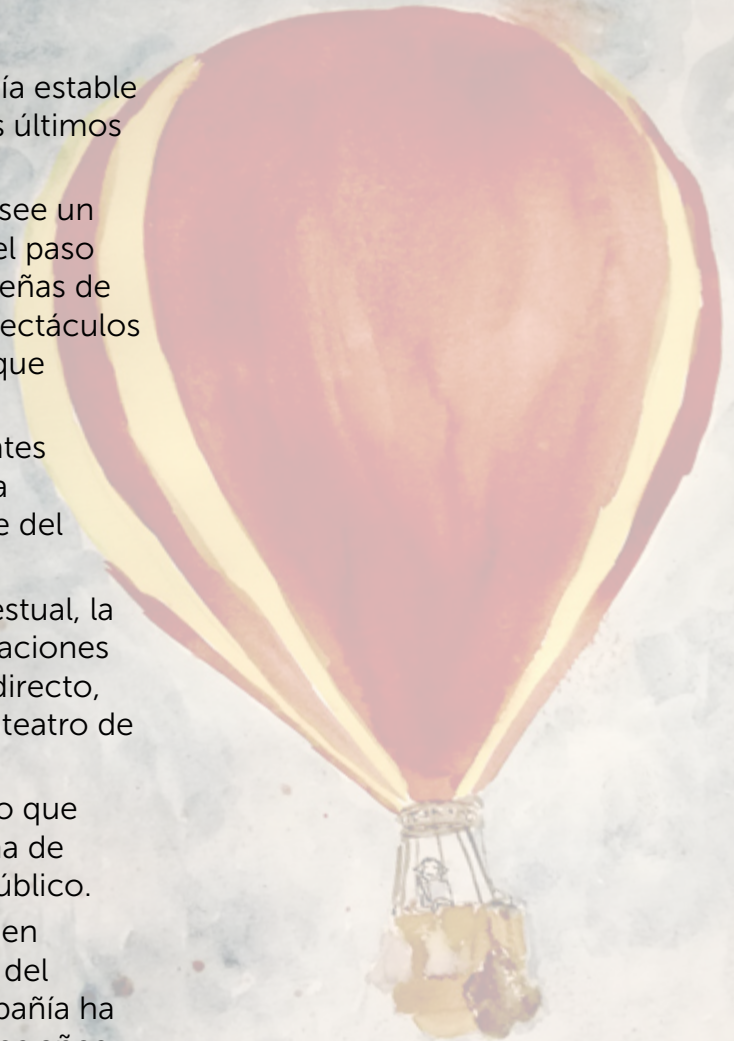 ía estable
s últimos
see un
el paso
eñas de
ectáculos
que
ntes
a
e del
estual, la
aciones
directo,
teatro de
o que
a de
úblico.
en
del
pañía ha